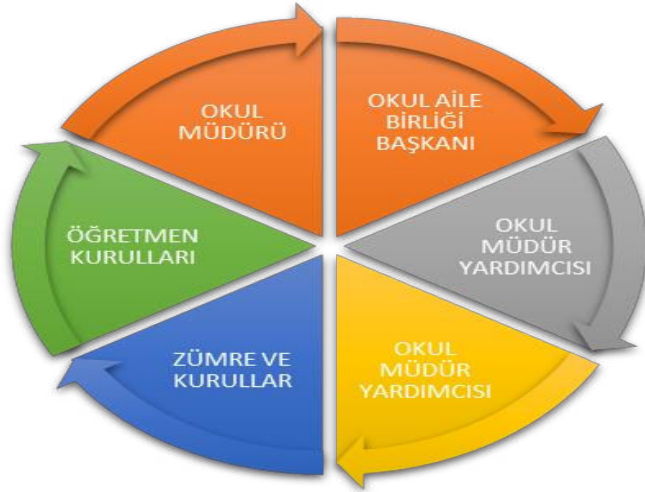 OKUL
MÜDÜRÜ
OKUL AİLE
BİRLİĞİ
BAŞKANI
OKUL
MÜDÜR
YARDIMCISI
OKUL
MÜDÜR
YARDIMCISI
ZÜMRE VE
KURULLAR
ÖĞRETMEN
KURULLARI